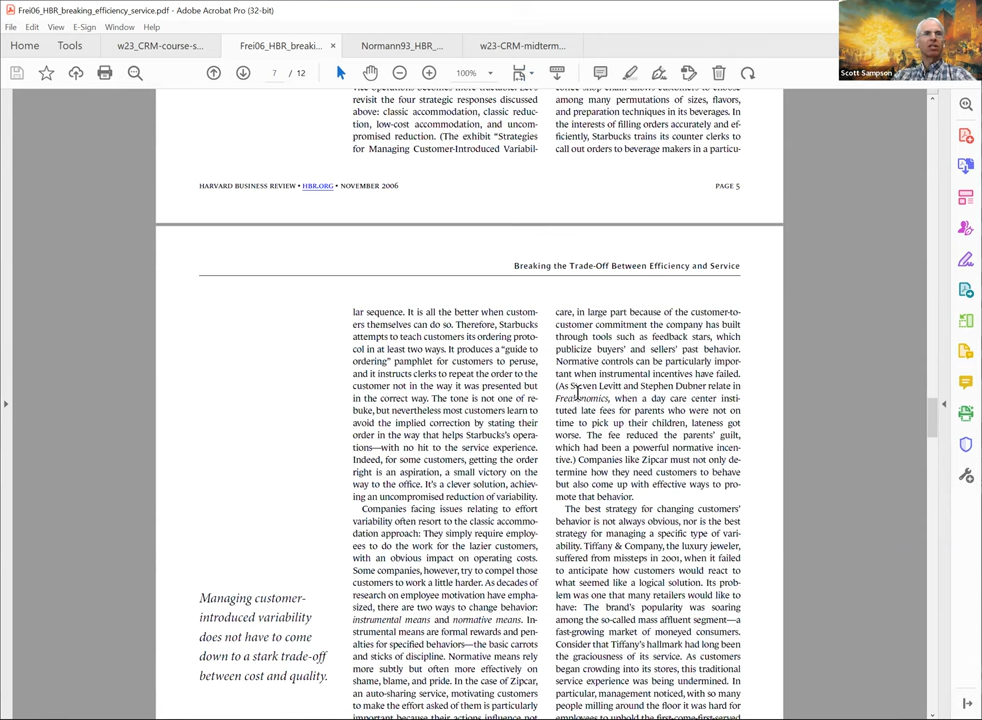 Frei06_HBR_breaking_efficiency_service.pdf - Adobe Acrobat Pro (32-bit)
File Edit View E-Sign Window Help
Home Tools w23_CRM-course-s... Frei06_HBR_breaki... × Normann93_HBR_... w23-CRM-midterm...
7 / 12 100%
Scott Sampson
revisit the four strategic responses discussed
above: classic accommodation, classic reduc-
tion, low-cost accommodation, and uncom-
promised reduction. (The exhibit “Strategies
for Managing Customer-Introduced Variabil-
among many permutations of sizes, flavors,
and preparation techniques in its beverages. In
the interests of filling orders accurately and ef-
ficiently, Starbucks trains its counter clerks to
call out orders to beverage makers in a particu-
HARVARD BUSINESS REVIEW • HBR.ORG • NOVEMBER 2006 PAGE 5
Breaking the Trade-Off Between Efficiency and Service
lar sequence. It is all the better when custom-
ers themselves can do so. Therefore, Starbucks
attempts to teach customers its ordering proto-
col in at least two ways. It produces a “guide to
ordering” pamphlet for customers to peruse,
and it instructs clerks to repeat the order to the
customer not in the way it was presented but
in the correct way. The tone is not one of re-
buke, but nevertheless most customers learn to
avoid the implied correction by stating their
order in the way that helps Starbucks’s opera-
tions—with no hit to the service experience.
Indeed, for some customers, getting the order
right is an aspiration, a small victory on the
way to the office. It’s a clever solution, achiev-
ing an uncompromised reduction of variability.
Companies facing issues relating to effort
variability often resort to the classic accommo-
dation approach: They simply require employ-
ees to do the work for the lazier customers,
with an obvious impact on operating costs.
Some companies, however, try to compel those
customers to work a little harder. As decades of
research on employee motivation have empha-
sized, there are two ways to change behavior:
instrumental means and normative means. In-
strumental means are formal rewards and pen-
alties for specified behaviors—the basic carrots
and sticks of discipline. Normative means rely
more subtly but often more effectively on
shame, blame, and pride. In the case of Zipcar,
an auto-sharing service, motivating customers
to make the effort asked of them is particularly
important because their actions influence not
Managing customer-
introduced variability
does not have to come
down to a stark trade-off
between cost and quality.
care, in large part because of the customer-to-
customer commitment the company has built
through tools such as feedback stars, which
publicize buyers’ and sellers’ past behavior.
Normative controls can be particularly impor-
tant when instrumental incentives have failed.
(As Steven Levitt and Stephen Dubner relate in
Freakonomics, when a day care center insti-
tuted late fees for parents who were not on
time to pick up their children, lateness got
worse. The fee reduced the parents’ guilt,
which had been a powerful normative incen-
tive.) Companies like Zipcar must not only de-
termine how they need customers to behave
but also come up with effective ways to pro-
mote that behavior.
The best strategy for changing customers’
behavior is not always obvious, nor is the best
strategy for managing a specific type of vari-
ability. Tiffany & Company, the luxury jeweler,
suffered from missteps in 2001, when it failed
to anticipate how customers would react to
what seemed like a logical solution. Its prob-
lem was one that many retailers would like to
have: The brand’s popularity was soaring
among the so-called mass affluent segment—a
fast-growing market of moneyed consumers.
Consider that Tiffany’s hallmark had long been
the graciousness of its service. As customers
began crowding into its stores, this traditional
service experience was being undermined. In
particular, management noticed, with so many
people milling around the floor it was hard for
employees to uphold the first-come-first-served